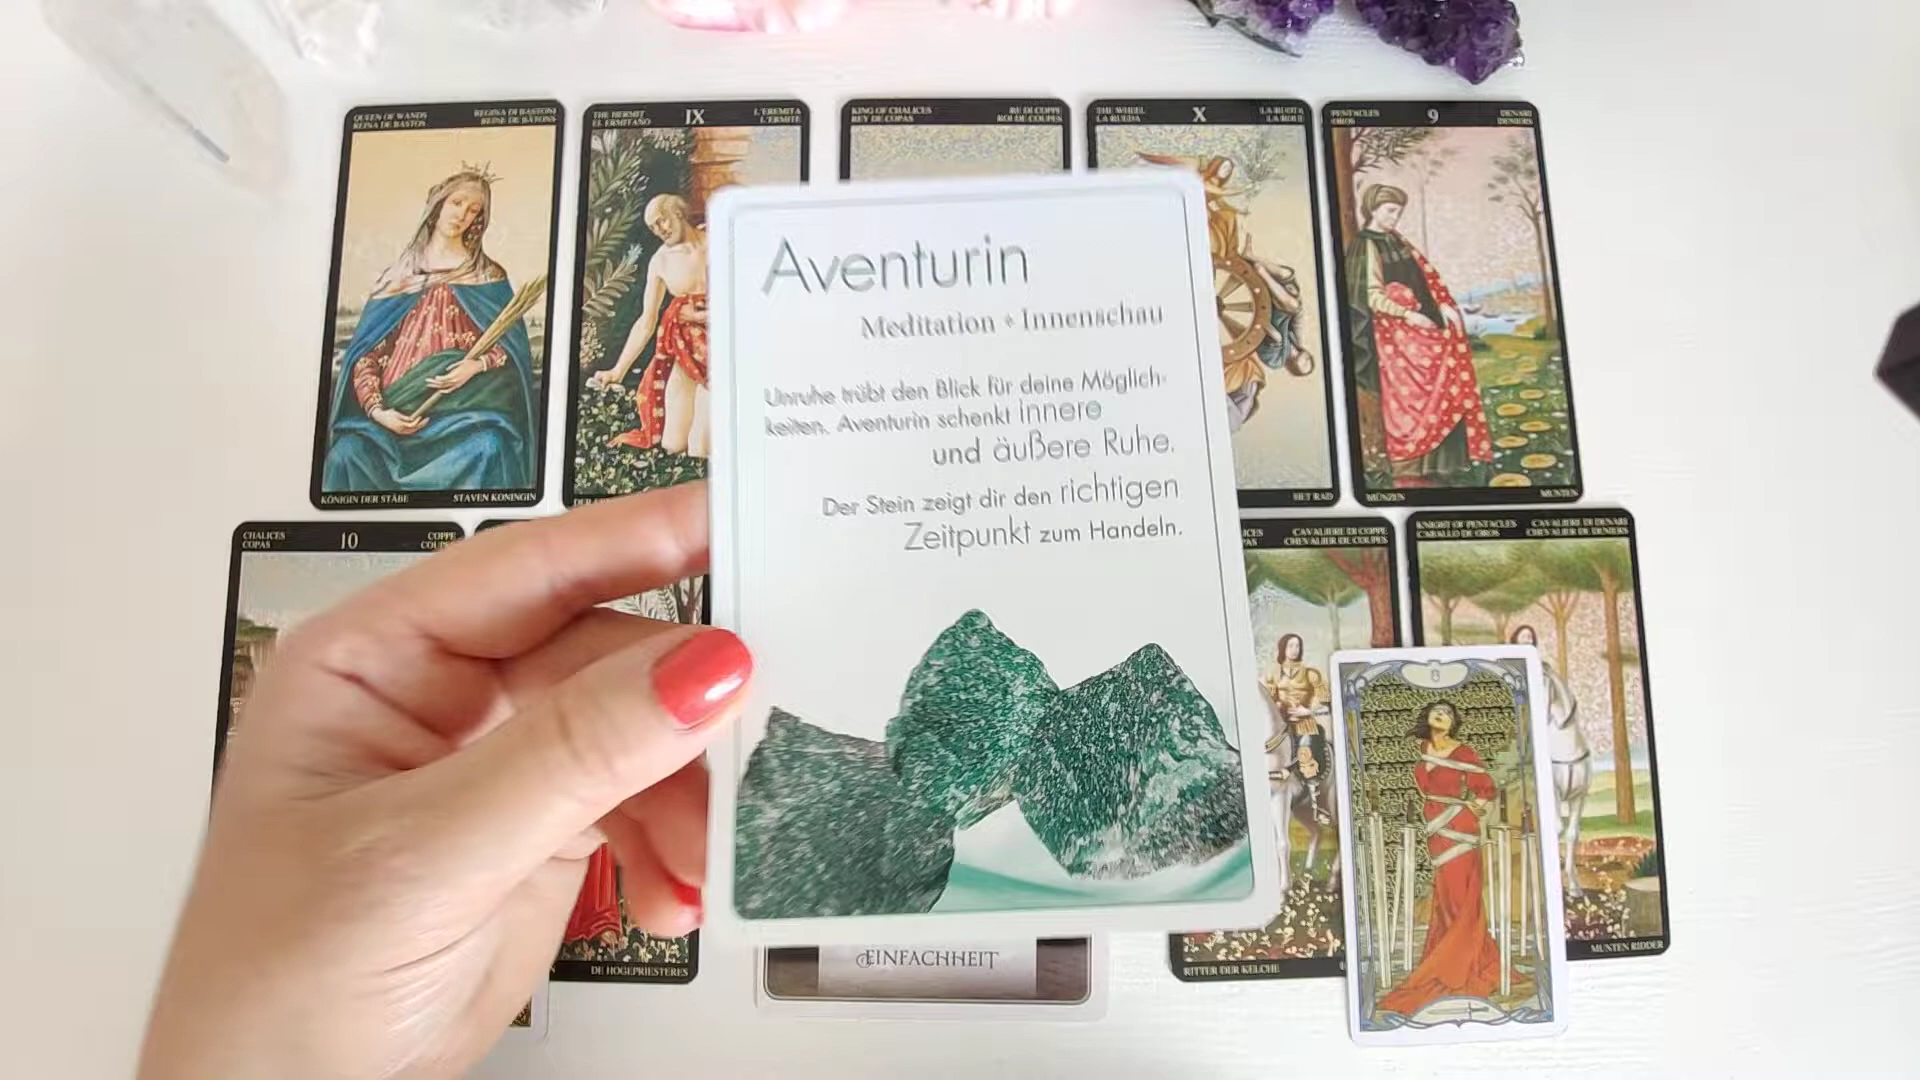 QUEEN OF WANDS
REINA DE BASTOS
REGINA DI BASTONI
REINE DE BÂTONS
THE HERMIT
EL ERMITAÑO
IX
L'EREMITA
L'ERMITE
KING OF CHALICES
REY DE COPAS
RE DI COPPE
ROI DE COUPES
THE WHEEL
LA RUEDA
X
LA RUOTA
LA ROUE
PENTACLES
OROS
9
DENARI
DENIERS
Aventurin
Meditation + Innenschau
Unruhe trübt den Blick für deine Möglich-
keiten. Aventurin schenkt innere
und äußere Ruhe.
Der Stein zeigt dir den richtigen
Zeitpunkt zum Handeln.
KÖNIGIN DER STÄBE
STAVEN KONINGIN
HET RAD
MÜNZEN
MUNTEN
CHALICES
COPAS
10
COPPE
CAVALIERE DI COPPE
CHEVALIER DE COUPES
KNIGHT OF PENTACLES
CABALLO DE OROS
CAVALIERE DI DENARI
CHEVALIER DE DENIERS
8
DE HOGEPRIESTERES
EINFACHHEIT
RITTER DER KELCHE
MUNTEN RIDDER